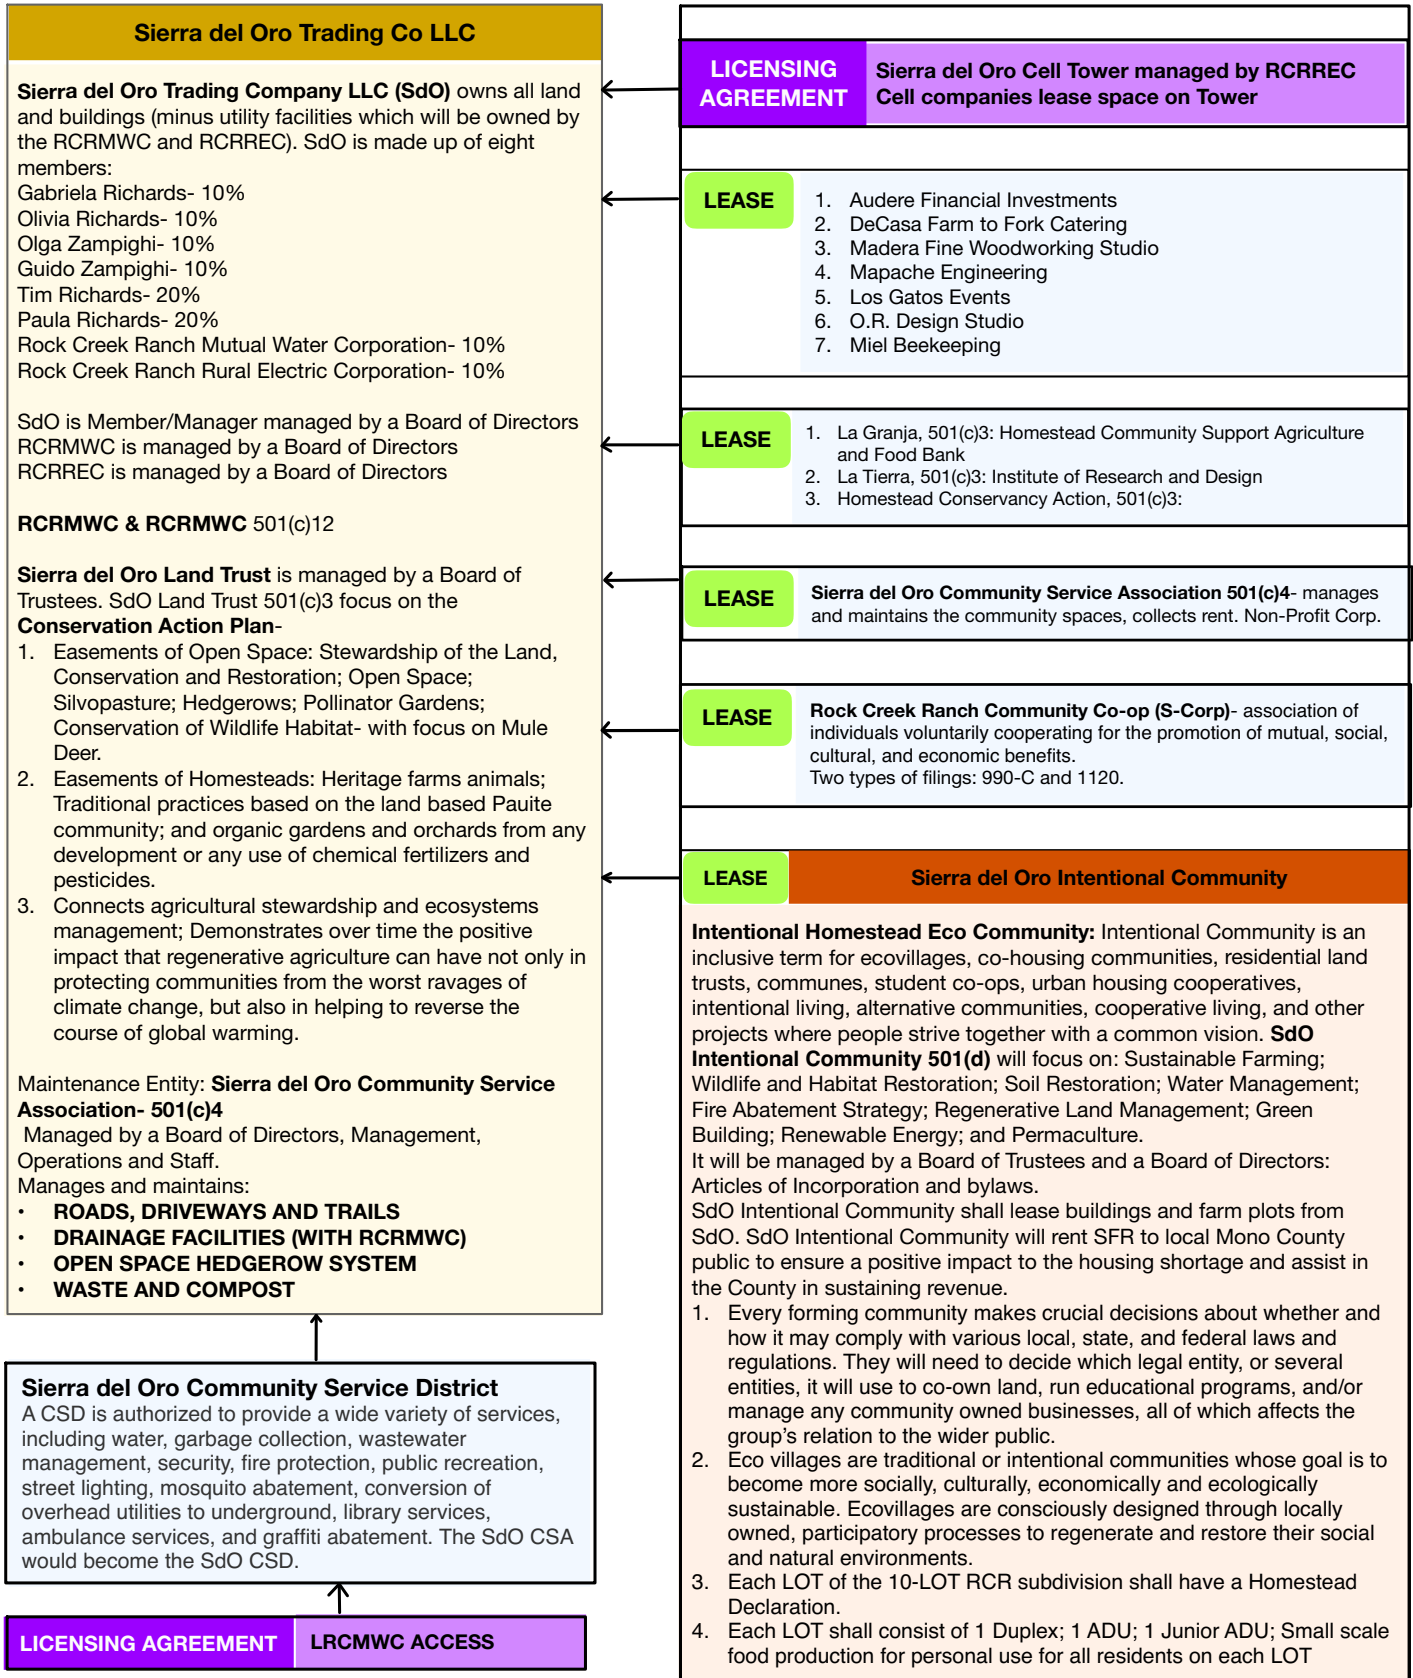 Sierra del Oro Trading Co LLC
Sierra del Oro Trading Company LLC (SdO) owns all land
and buildings (minus utility facilities which will be owned by
the RCRMWC and RCRREC). SdO is made up of eight
members:
Gabriela Richards- 10%
Olivia Richards- 10%
Olga Zampighi- 10%
Guido Zampighi- 10%
Tim Richards- 20%
Paula Richards- 20%
Rock Creek Ranch Mutual Water Corporation- 10%
Rock Creek Ranch Rural Electric Corporation- 10%
SdO is Member/Manager managed by a Board of Directors
RCRMWC is managed by a Board of Directors
RCRREC is managed by a Board of Directors
RCRMWC & RCRMWC 501(c)12
Sierra del Oro Land Trust is managed by a Board of
Trustees. SdO Land Trust 501(c)3 focus on the
Conservation Action Plan-
1. Easements of Open Space: Stewardship of the Land,
Conservation and Restoration; Open Space;
Silvopasture; Hedgerows; Pollinator Gardens;
Conservation of Wildlife Habitat- with focus on Mule
Deer.
2. Easements of Homesteads: Heritage farms animals;
Traditional practices based on the land based Pauite
community; and organic gardens and orchards from any
development or any use of chemical fertilizers and
pesticides.
3. Connects agricultural stewardship and ecosystems
management; Demonstrates over time the positive
impact that regenerative agriculture can have not only in
protecting communities from the worst ravages of
climate change, but also in helping to reverse the
course of global warming.
Maintenance Entity: Sierra del Oro Community Service
Association- 501(c)4
Managed by a Board of Directors, Management,
Operations and Staff.
Manages and maintains:
• ROADS, DRIVEWAYS AND TRAILS
• DRAINAGE FACILITIES (WITH RCRMWC)
• OPEN SPACE HEDGEROW SYSTEM
• WASTE AND COMPOST
Sierra del Oro Community Service District
A CSD is authorized to provide a wide variety of services,
including water, garbage collection, wastewater
management, security, fire protection, public recreation,
street lighting, mosquito abatement, conversion of
overhead utilities to underground, library services,
ambulance services, and graffiti abatement. The SdO CSA
would become the SdO CSD.
LICENSING AGREEMENT LRCMWC ACCESS
LICENSING
AGREEMENT
Sierra del Oro Cell Tower managed by RCRREC
Cell companies lease space on Tower
LEASE
1. Audere Financial Investments
2. DeCasa Farm to Fork Catering
3. Madera Fine Woodworking Studio
4. Mapache Engineering
5. Los Gatos Events
6. O.R. Design Studio
7. Miel Beekeeping
LEASE
1. La Granja, 501(c)3: Homestead Community Support Agriculture
and Food Bank
2. La Tierra, 501(c)3: Institute of Research and Design
3. Homestead Conservancy Action, 501(c)3:
LEASE
Sierra del Oro Community Service Association 501(c)4- manages
and maintains the community spaces, collects rent. Non-Profit Corp.
LEASE
Rock Creek Ranch Community Co-op (S-Corp)- association of
individuals voluntarily cooperating for the promotion of mutual, social,
cultural, and economic benefits.
Two types of filings: 990-C and 1120.
LEASE
Sierra del Oro Intentional Community
Intentional Homestead Eco Community: Intentional Community is an
inclusive term for ecovillages, co-housing communities, residential land
trusts, communes, student co-ops, urban housing cooperatives,
intentional living, alternative communities, cooperative living, and other
projects where people strive together with a common vision. SdO
Intentional Community 501(d) will focus on: Sustainable Farming;
Wildlife and Habitat Restoration; Soil Restoration; Water Management;
Fire Abatement Strategy; Regenerative Land Management; Green
Building; Renewable Energy; and Permaculture.
It will be managed by a Board of Trustees and a Board of Directors:
Articles of Incorporation and bylaws.
SdO Intentional Community shall lease buildings and farm plots from
SdO. SdO Intentional Community will rent SFR to local Mono County
public to ensure a positive impact to the housing shortage and assist in
the County in sustaining revenue.
1. Every forming community makes crucial decisions about whether and
how it may comply with various local, state, and federal laws and
regulations. They will need to decide which legal entity, or several
entities, it will use to co-own land, run educational programs, and/or
manage any community owned businesses, all of which affects the
group's relation to the wider public.
2. Eco villages are traditional or intentional communities whose goal is to
become more socially, culturally, economically and ecologically
sustainable. Ecovillages are consciously designed through locally
owned, participatory processes to regenerate and restore their social
and natural environments.
3. Each LOT of the 10-LOT RCR subdivision shall have a Homestead
Declaration.
4. Each LOT shall consist of 1 Duplex; 1 ADU; 1 Junior ADU; Small scale
food production for personal use for all residents on each LOT